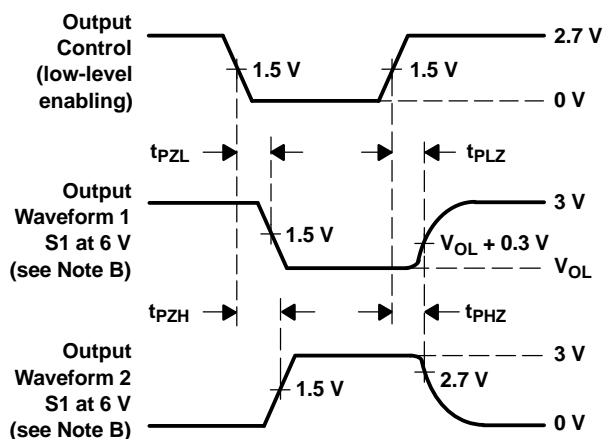 Output
Control
(low-level
enabling)
2.7 V
1.5 V
1.5 V
0 V
tPZL
tPLZ
Output
Waveform 1
S1 at 6 V
(see Note B)
3 V
1.5 V
VOL + 0.3 V
VOL
tPZH
tPHZ
Output
Waveform 2
S1 at 6 V
(see Note B)
3 V
1.5 V
2.7 V
0 V